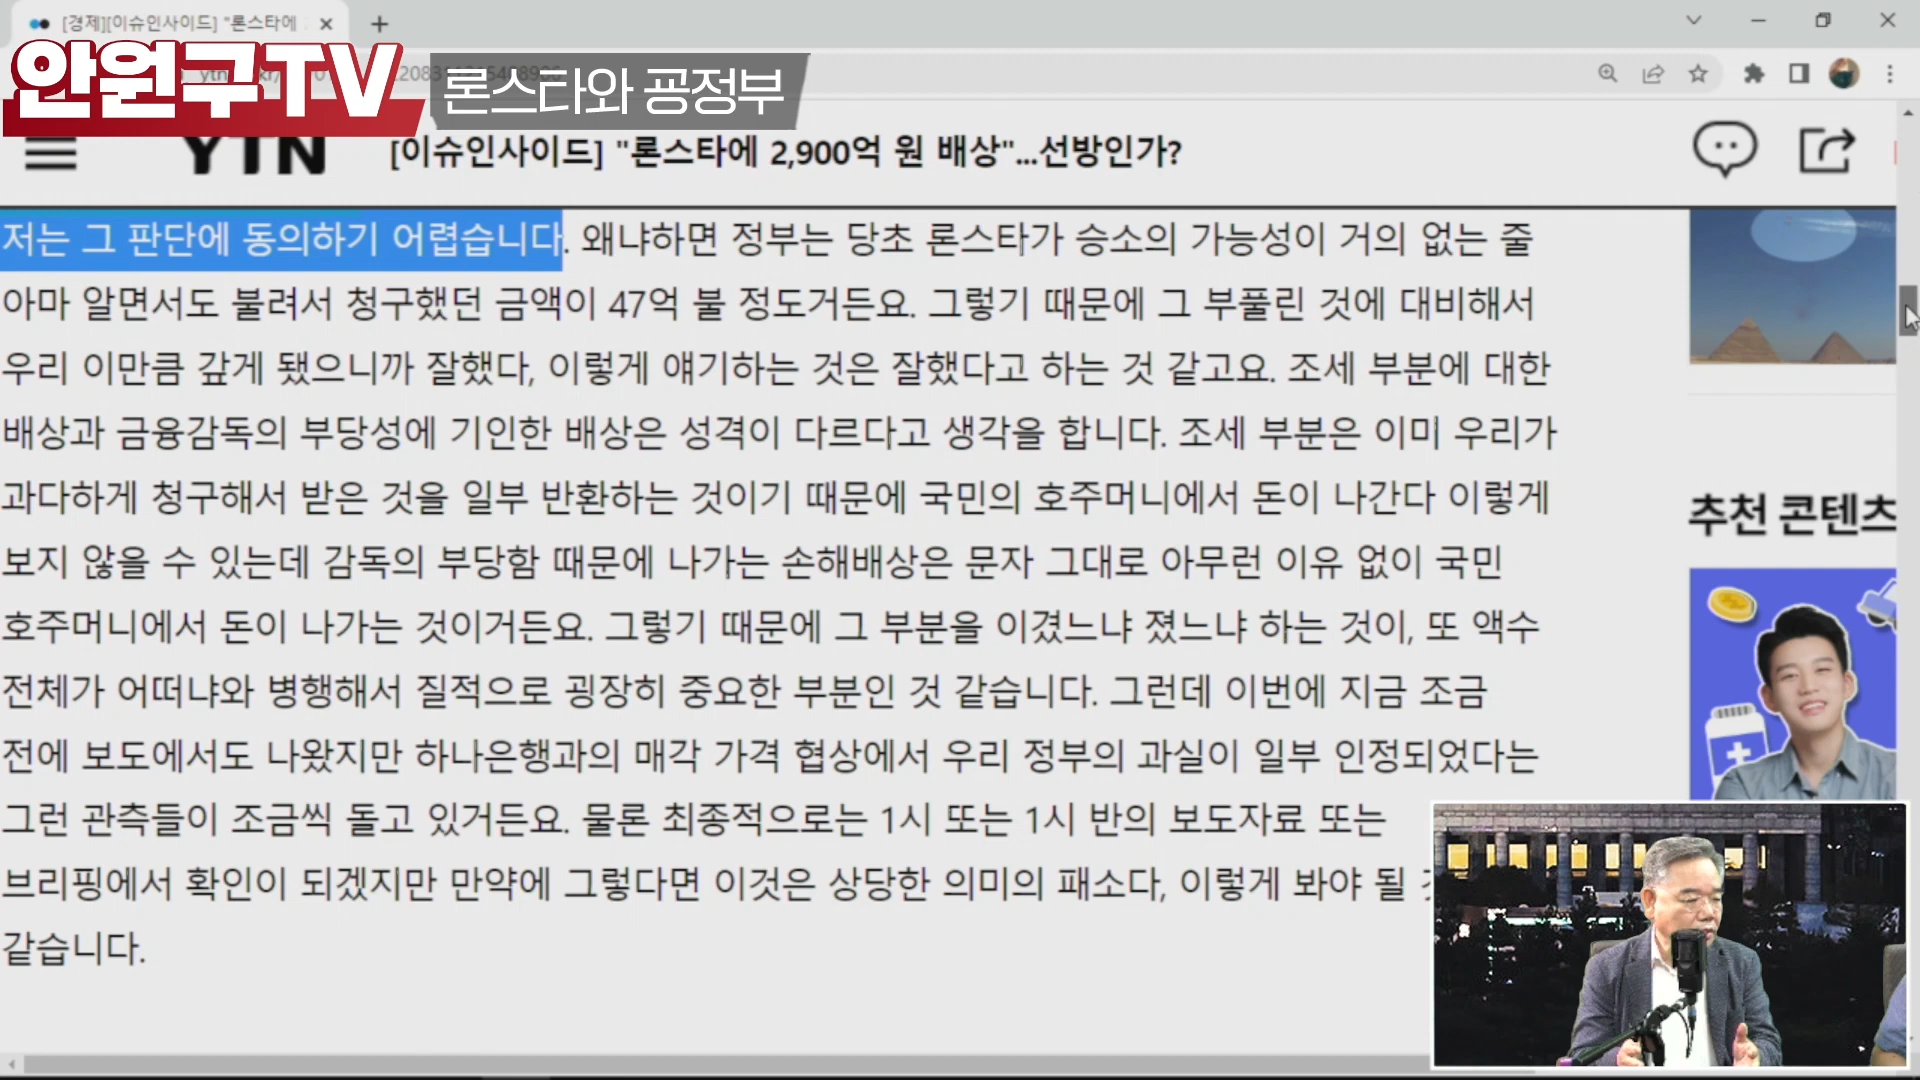 [경제][이슈인사이드] "론스타에
안원구TV
론스타와 굥정부
YTN
[이슈인사이드] "론스타에 2,900억 원 배상"...선방인가?
저는 그 판단에 동의하기 어렵습니다. 왜냐하면 정부는 당초 론스타가 승소의 가능성이 거의 없는 줄
아마 알면서도 불려서 청구했던 금액이 47억 불 정도거든요. 그렇기 때문에 그 부풀린 것에 대비해서
우리 이만큼 갚게 됐으니까 잘했다, 이렇게 얘기하는 것은 잘했다고 하는 것 같고요. 조세 부분에 대한
배상과 금융감독의 부당성에 기인한 배상은 성격이 다르다고 생각을 합니다. 조세 부분은 이미 우리가
과다하게 청구해서 받은 것을 일부 반환하는 것이기 때문에 국민의 호주머니에서 돈이 나간다 이렇게
보지 않을 수 있는데 감독의 부당함 때문에 나가는 손해배상은 문자 그대로 아무런 이유 없이 국민
호주머니에서 돈이 나가는 것이거든요. 그렇기 때문에 그 부분을 이겼느냐 졌느냐 하는 것이, 또 액수
전체가 어떠냐와 병행해서 질적으로 굉장히 중요한 부분인 것 같습니다. 그런데 이번에 지금 조금
전에 보도에서도 나왔지만 하나은행과의 매각 가격 협상에서 우리 정부의 과실이 일부 인정되었다는
그런 관측들이 조금씩 돌고 있거든요. 물론 최종적으로는 1시 또는 1시 반의 보도자료 또는
브리핑에서 확인이 되겠지만 만약에 그렇다면 이것은 상당한 의미의 패소다, 이렇게 봐야 될
같습니다.
추천 콘텐츠